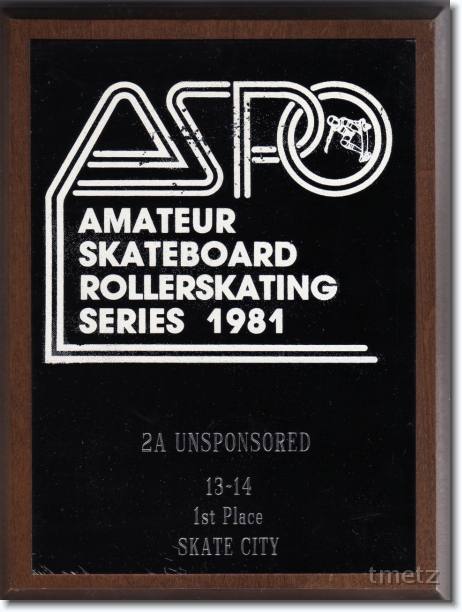 ASPO
AMATEUR
SKATEBOARD
ROLLERSKATING
SERIES 1981
2A UNSPONSORED
13-14
1st Place
SKATE CITY
tmetz